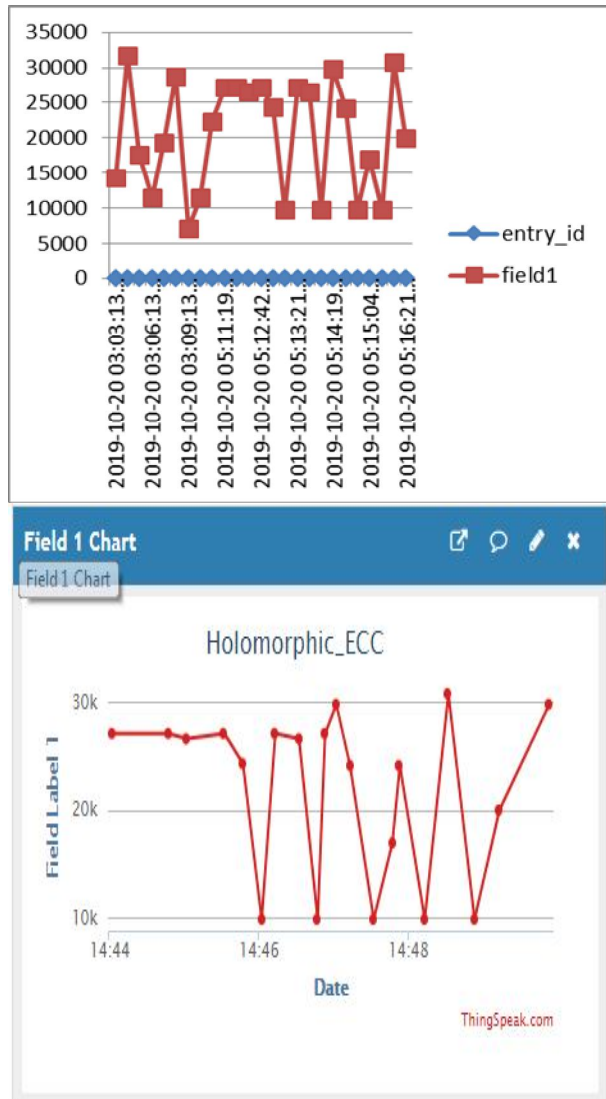 35000
30000
25000
20000
15000
10000
5000
0
2019-10-20 03:03:13...
2019-10-20 03:06:13...
2019-10-20 03:09:13...
2019-10-20 05:11:19...
2019-10-20 05:12:42...
2019-10-20 05:13:21...
2019-10-20 05:14:19...
2019-10-20 05:15:04...
2019-10-20 05:16:21...
entry_id
field1
Field 1 Chart
Field 1 Chart
Holomorphic_ECC
Field Label 1
30k
20k
10k
14:44
14:46
14:48
Date
ThingSpeak.com